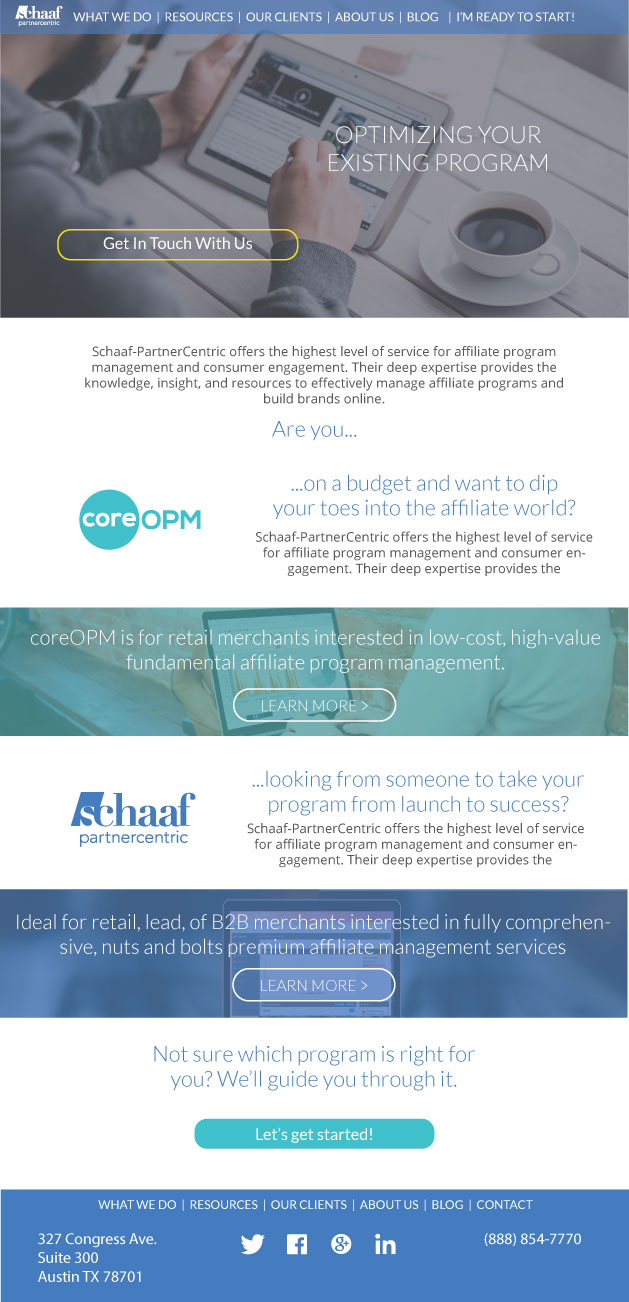 schaaf
partnercentric
WHAT WE DO | RESOURCES | OUR CLIENTS | ABOUT US | BLOG | I'M READY TO START!
OPTIMIZING YOUR
EXISTING PROGRAM
Get In Touch With Us
Schaaf-PartnerCentric offers the highest level of service for affiliate program
management and consumer engagement. Their deep expertise provides the
knowledge, insight, and resources to effectively manage affiliate programs and
build brands online.
Are you...
core OPM
...on a budget and want to dip
your toes into the affiliate world?
Schaaf-PartnerCentric offers the highest level of service
for affiliate program management and consumer en-
gagement. Their deep expertise provides the
coreOPM is for retail merchants interested in low-cost, high-value
fundamental affiliate program management.
LEARN MORE >
schaaf
partnercentric
...looking from someone to take your
program from launch to success?
Schaaf-PartnerCentric offers the highest level of service
for affiliate program management and consumer en-
gagement. Their deep expertise provides the
Ideal for retail, lead, of B2B merchants interested in fully comprehen-
sive, nuts and bolts premium affiliate management services
LEARN MORE >
Not sure which program is right for
you? We'll guide you through it.
Let's get started!
WHAT WE DO | RESOURCES | OUR CLIENTS | ABOUT US | BLOG | CONTACT
327 Congress Ave.
Suite 300
Austin TX 78701
(888) 854-7770